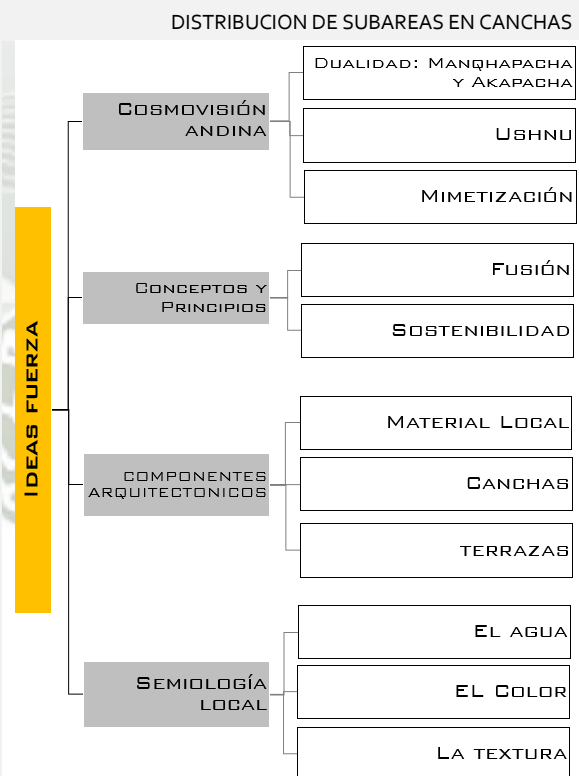 DISTRIBUCION DE SUBAREAS EN CANCHAS
IDEAS FUERZA
COSMOVISIÓN
ANDINA
DUALIDAD: MANQHAPACHA
Y AKAPACHA
USHNU
MIMETIZACIÓN
CONCEPTOS Y
PRINCIPIOS
FUSIÓN
SOSTENIBILIDAD
COMPONENTES
ARQUITECTONICOS
MATERIAL LOCAL
CANCHAS
TERRAZAS
SEMIOLOGÍA
LOCAL
EL AGUA
EL COLOR
LA TEXTURA